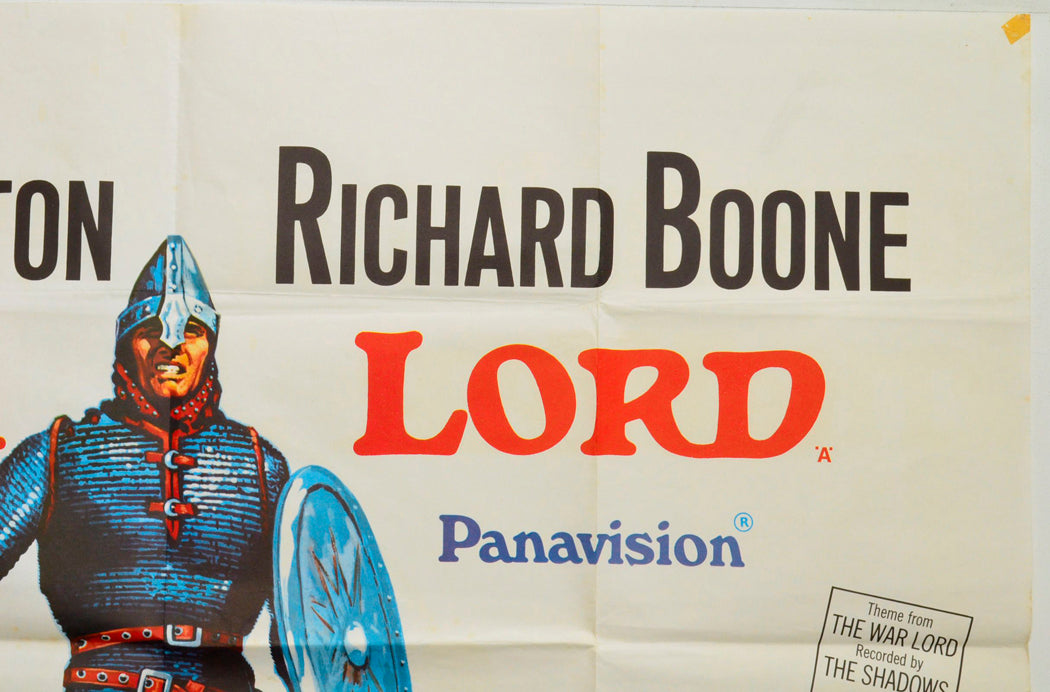 TON RICHARD BOONE
LORD "A"
Panavision®
Theme from
THE WAR LORD
Recorded by
THE SHADOWS